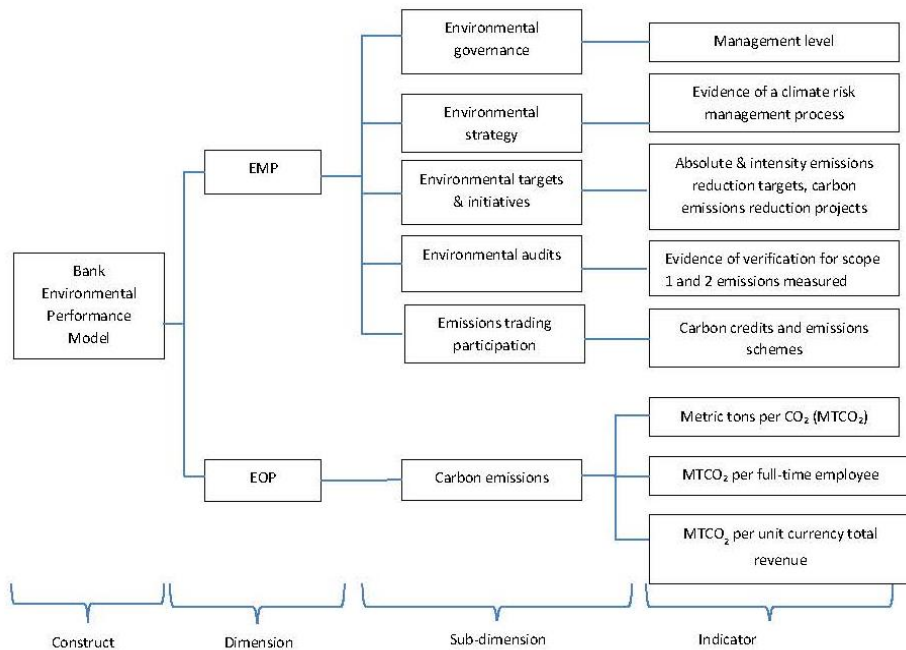 Environmental
governance
Management level
Environmental
strategy
Evidence of a climate risk
management process
EMP
Environmental targets
& initiatives
Absolute & intensity emissions
reduction targets, carbon
emissions reduction projects
Bank
Environmental
Performance
Model
Environmental audits
Evidence of verification for scope
1 and 2 emissions measured
Emissions trading
participation
Carbon credits and emissions
schemes
EOP
Carbon emissions
Metric tons per CO₂ (MTCO₂)
MTCO₂ per full-time employee
MTCO₂ per unit currency total
revenue
Construct
Dimension
Sub-dimension
Indicator